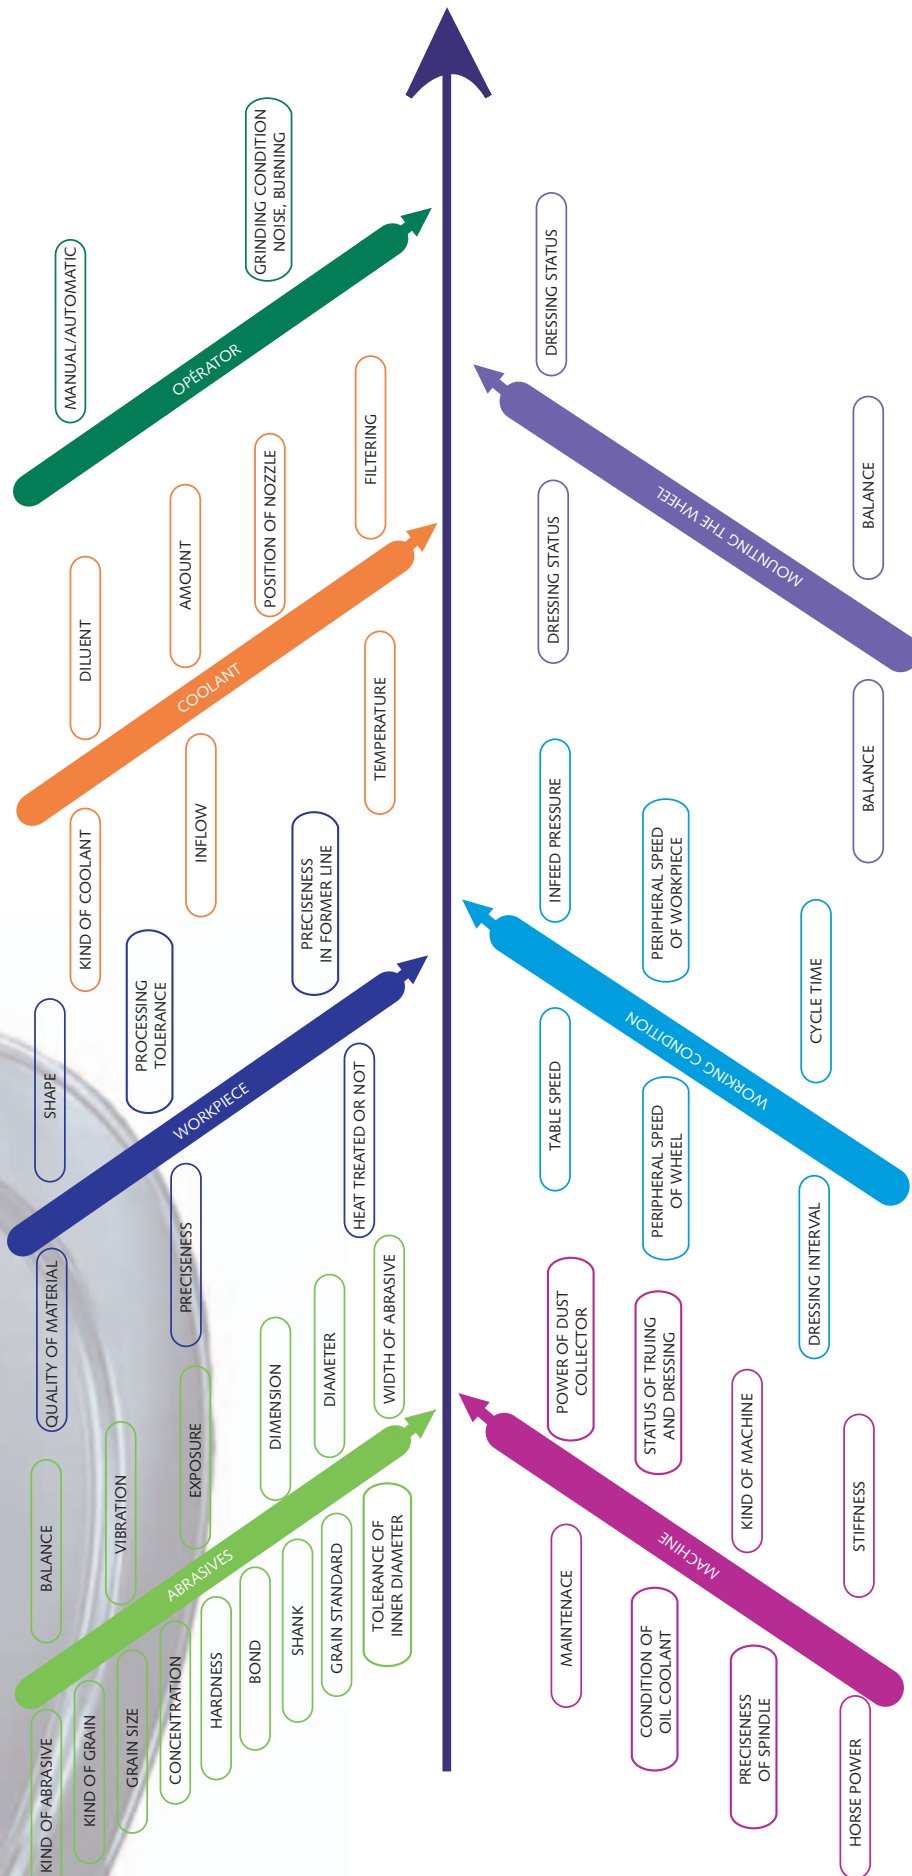 KIND OF ABRASIVE
KIND OF GRAIN
GRAIN SIZE
CONCENTRATION
HARDNESS
BOND
SHANK
GRAIN STANDARD
TOLERANCE OF
INNER DIAMETER
ABRASIVES
BALANCE
VIBRATION
EXPOSURE
DIMENSION
DIAMETER
WIDTH OF ABRASIVE
QUALITY OF MATERIAL
PRECISENESS
HEAT TREATED OR NOT
WORKPIECE
SHAPE
PROCESSING
TOLERANCE
PRECISENESS
IN FORMER LINE
KIND OF COOLANT
INFLOW
TEMPERATURE
COOLANT
DILUENT
AMOUNT
POSITION OF NOZZLE
FILTERING
OPÉRATOR
MANUAL/AUTOMATIC
GRINDING CONDITION
NOISE, BURNING
MAINTENACE
CONDITION OF
OIL COOLANT
PRECISENESS
OF SPINDLE
HORSE POWER
MACHINE
POWER OF DUST
COLLECTOR
STATUS OF TRUING
AND DRESSING
KIND OF MACHINE
STIFFNESS
TABLE SPEED
PERIPHERAL SPEED
OF WHEEL
DRESSING INTERVAL
WORKING CONDITION
INFEED PRESSURE
PERIPHERAL SPEED
OF WORKPIECE
CYCLE TIME
DRESSING STATUS
BALANCE
MOUNTING THE WHEEL
DRESSING STATUS
BALANCE